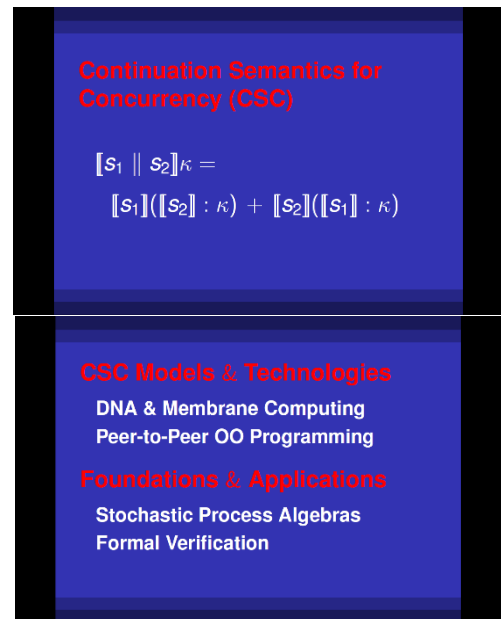 Continuation Semantics for
Concurrency (CSC)
⟦s₁ ∥ s₂⟧κ =
⟦s₁⟧(⟦s₂⟧ : κ) + ⟦s₂⟧(⟦s₁⟧ : κ)
CSC Models & Technologies
DNA & Membrane Computing
Peer-to-Peer OO Programming
Foundations & Applications
Stochastic Process Algebras
Formal Verification